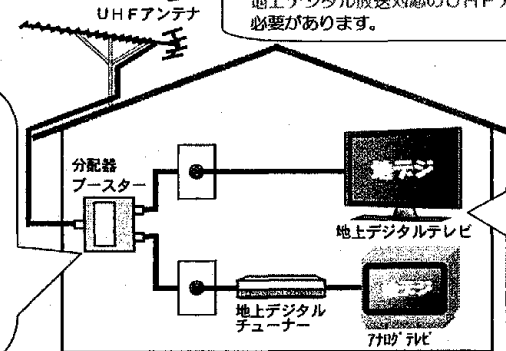 UHFアンテナ
地上デジタル放送対応のUHFア
必要があります。
分配器
ブースター
地デジ
地上デジタルテレビ
地上デジタル
チューナー
地デジ
アナログテレビ